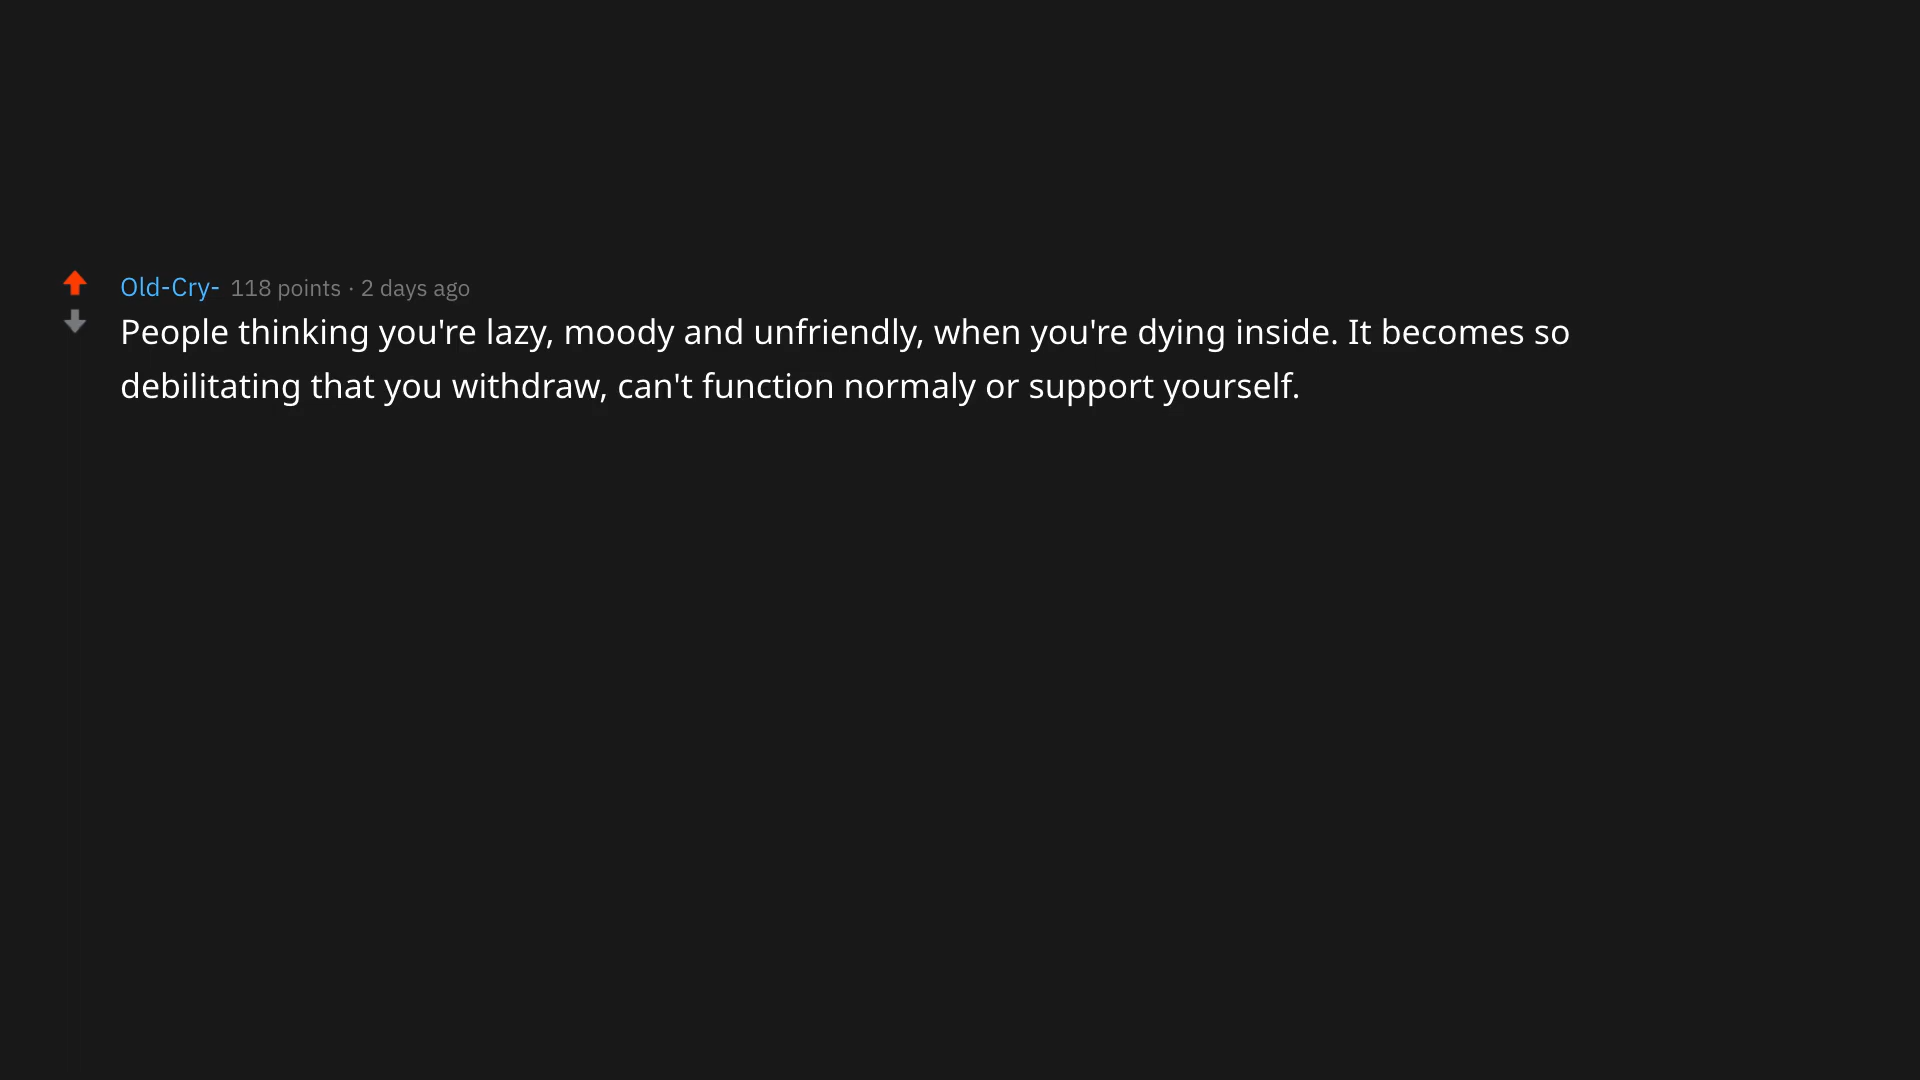 Old-Cry- 118 points · 2 days ago
People thinking you're lazy, moody and unfriendly, when you're dying inside. It becomes so
debilitating that you withdraw, can't function normaly or support yourself.